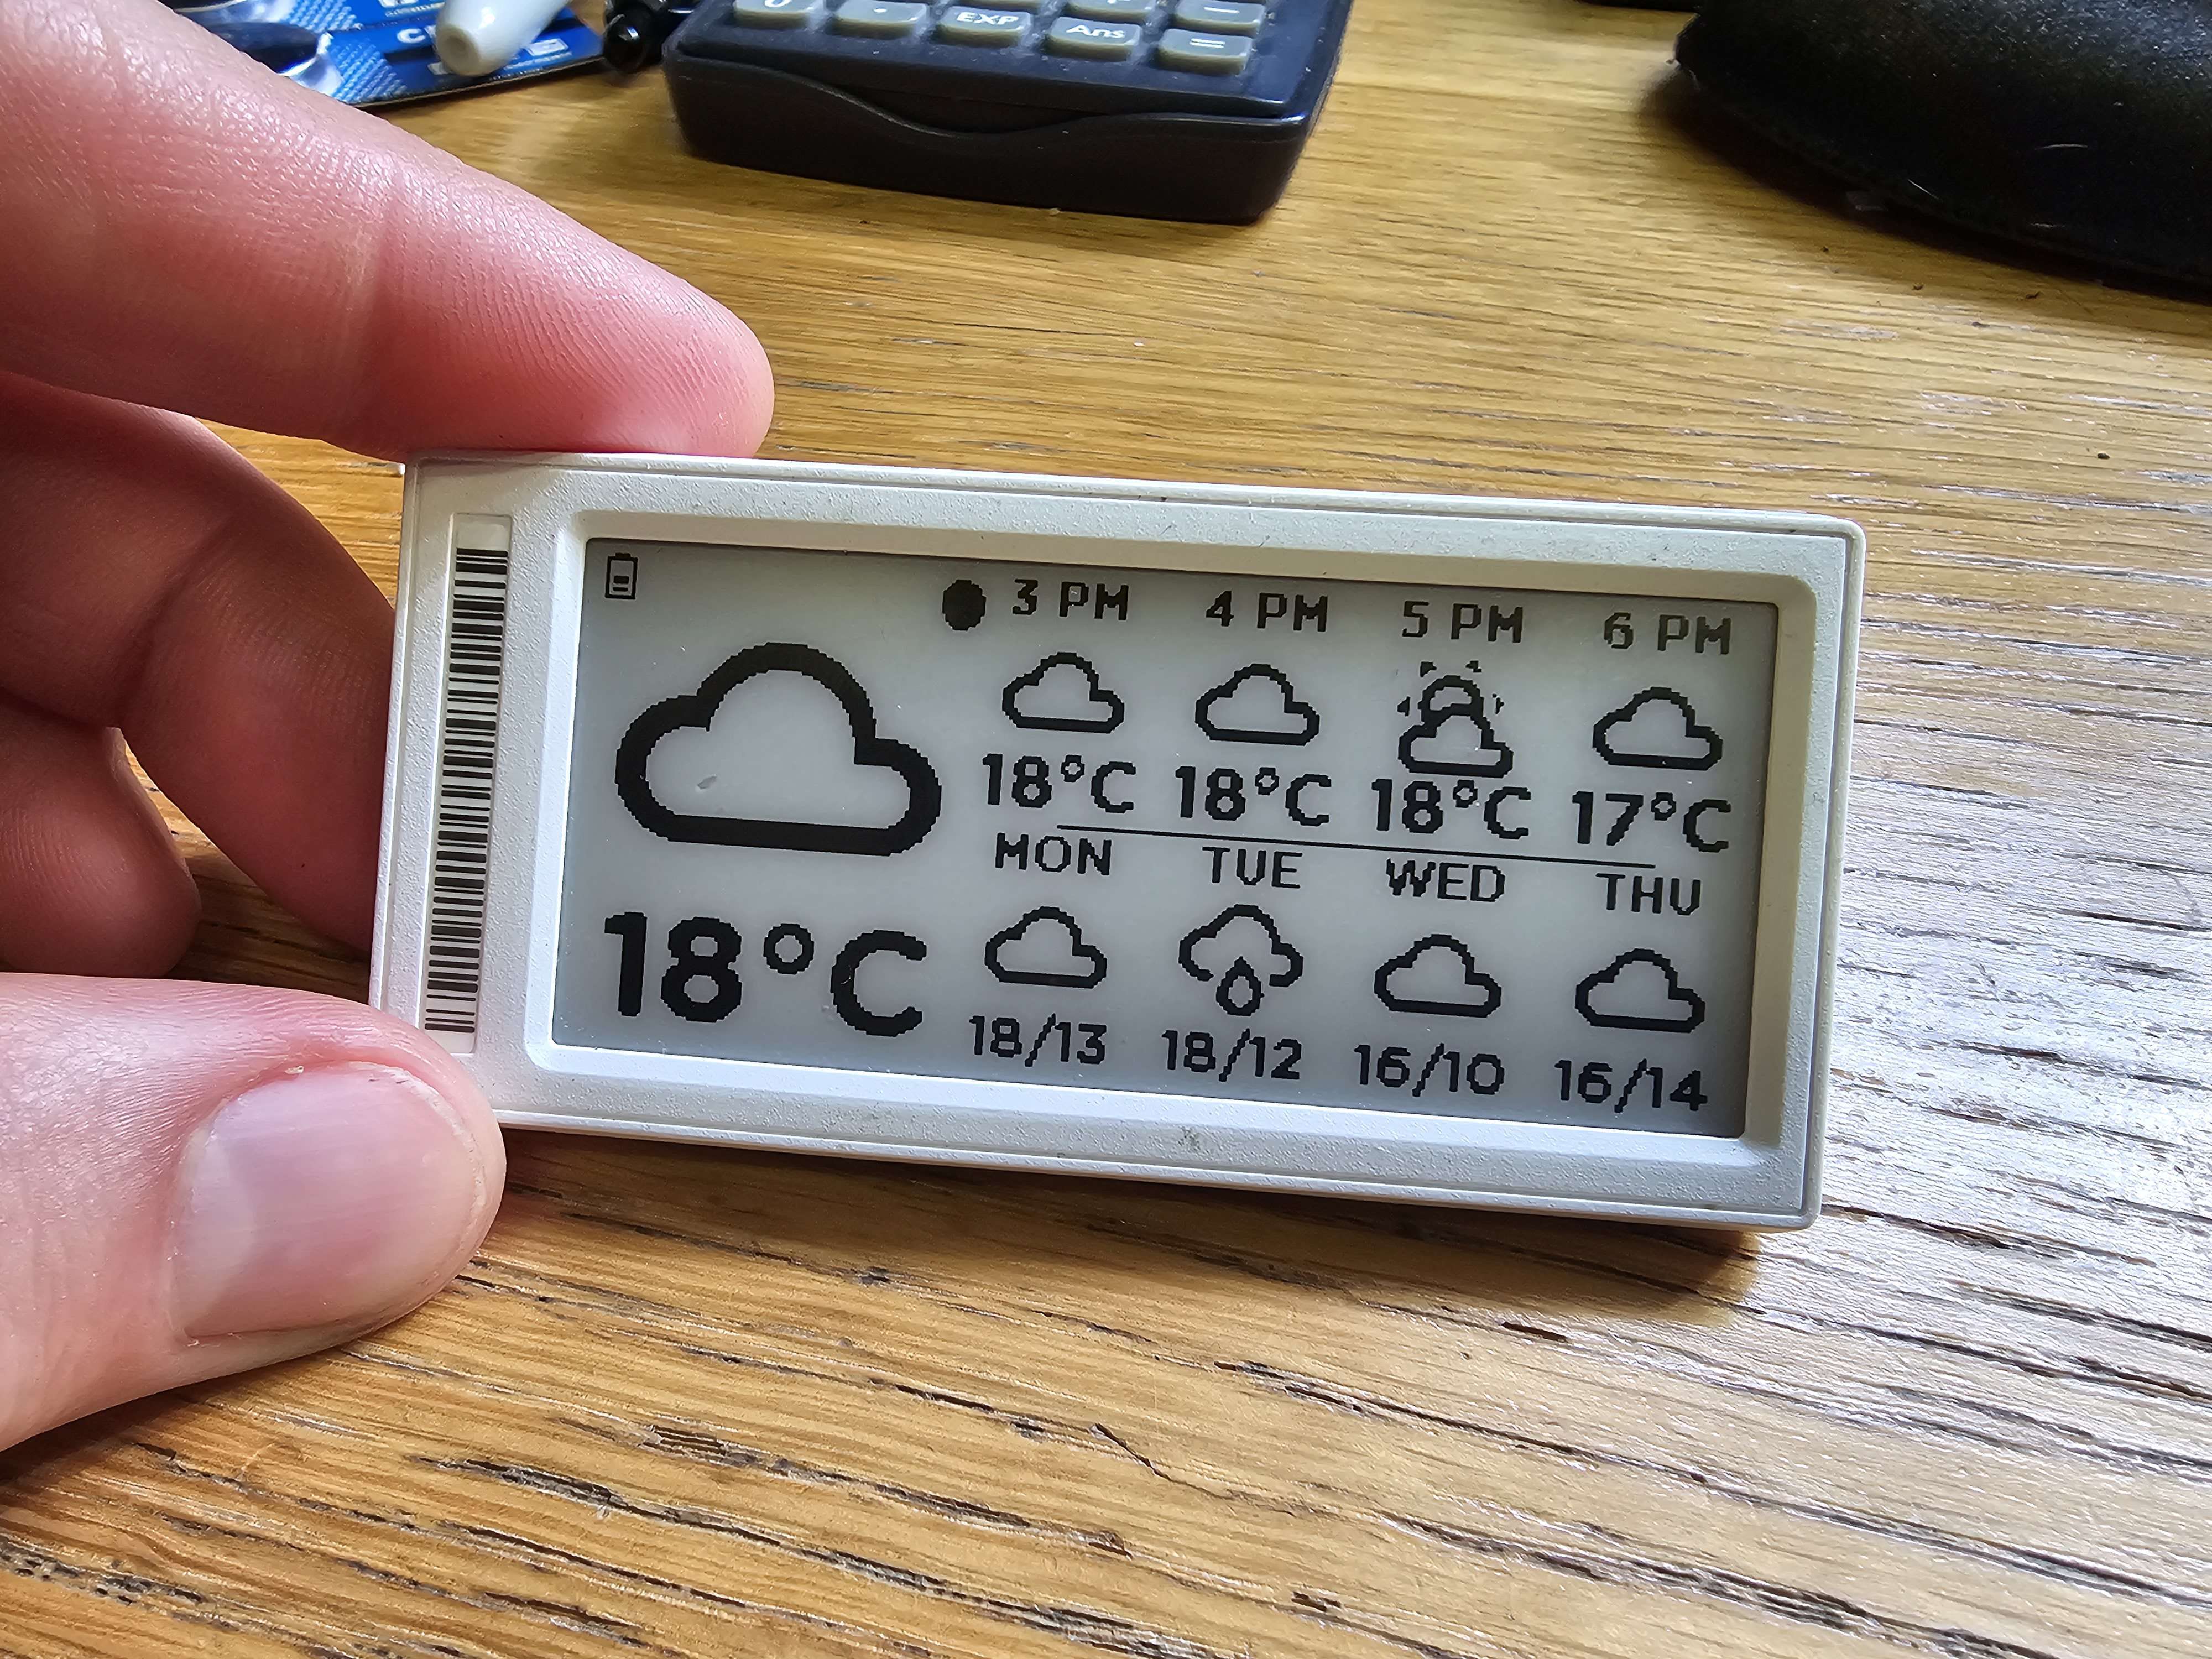 EXP
Ans
=
3 PM 4 PM 5 PM 6 PM
18°C 18°C 18°C 17°C
MON TUE WED THU
18°C
18/13 18/12 16/10 16/14